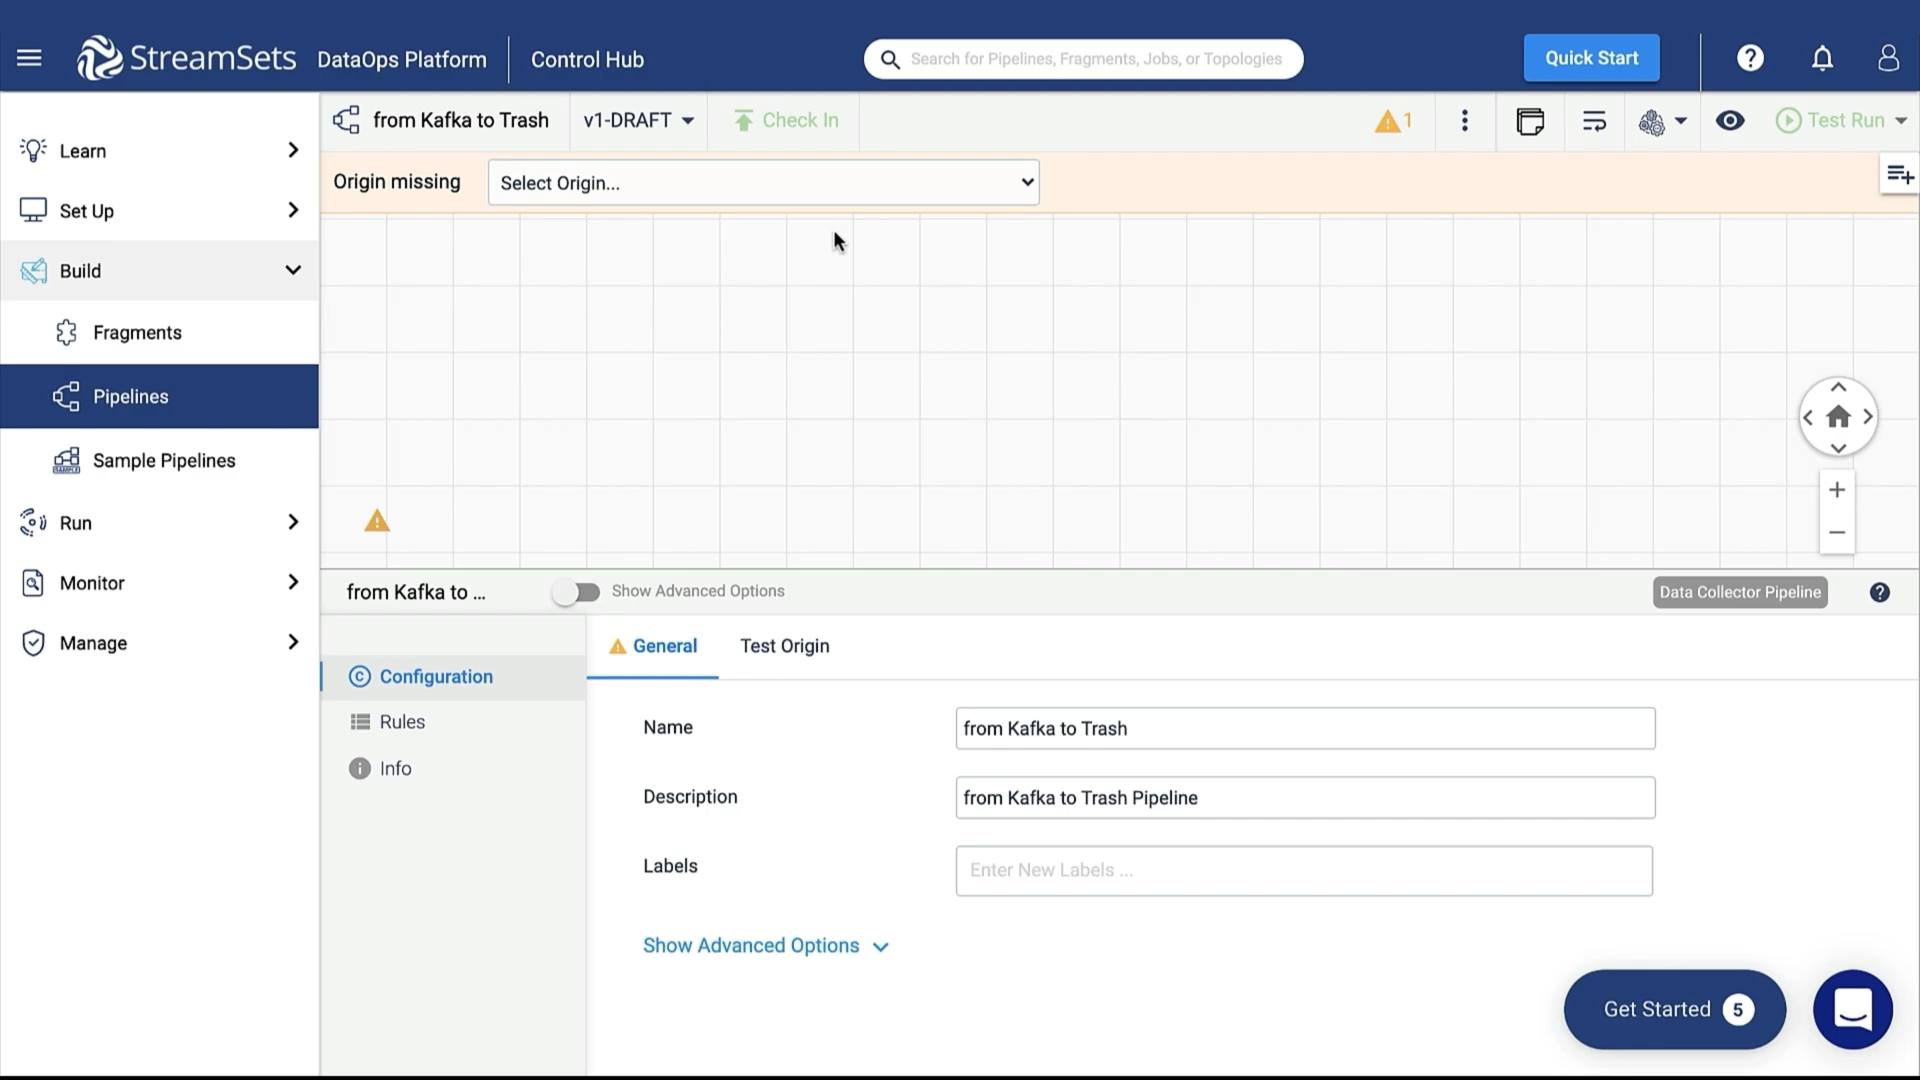 StreamSets DataOps Platform Control Hub Search for Pipelines, Fragments, Jobs, or Topologies Quick Start ?
from Kafka to Trash v1-DRAFT Check In 1 Test Run
Origin missing Select Origin...
Learn
Set Up
Build
Fragments
Pipelines
SAMPLE Sample Pipelines
Run
Monitor
Manage
from Kafka to ... Show Advanced Options Data Collector Pipeline ?
Configuration
Rules
Info
General Test Origin
Name from Kafka to Trash
Description from Kafka to Trash Pipeline
Labels Enter New Labels ...
Show Advanced Options
Get Started 5